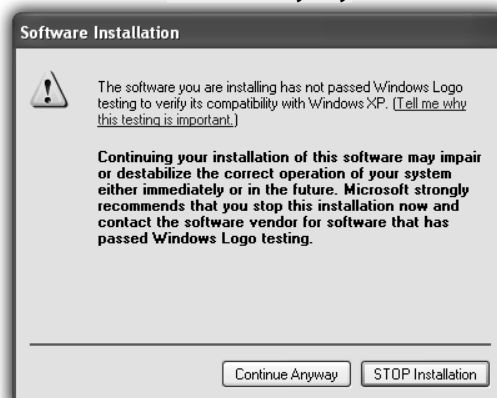 Software Installation
The software you are installing has not passed Windows Logo
testing to verify its compatibility with Windows XP. (Tell me why
this testing is important.)
Continuing your installation of this software may impair
or destabilize the correct operation of your system
either immediately or in the future. Microsoft strongly
recommends that you stop this installation now and
contact the software vendor for software that has
passed Windows Logo testing.
Continue Anyway
STOP Installation